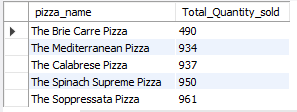 pizza_name Total_Quantity_sold
The Brie Carre Pizza 490
The Mediterranean Pizza 934
The Calabrese Pizza 937
The Spinach Supreme Pizza 950
The Soppressata Pizza 961